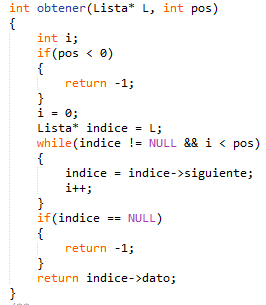 int obtener(Lista* L, int pos)
{
    int i;
    if(pos < 0)
    {
        return -1;
    }
    i = 0;
    Lista* indice = L;
    while(indice != NULL && i < pos)
    {
        indice = indice->siguiente;
        i++;
    }
    if(indice == NULL)
    {
        return -1;
    }
    return indice->dato;
}